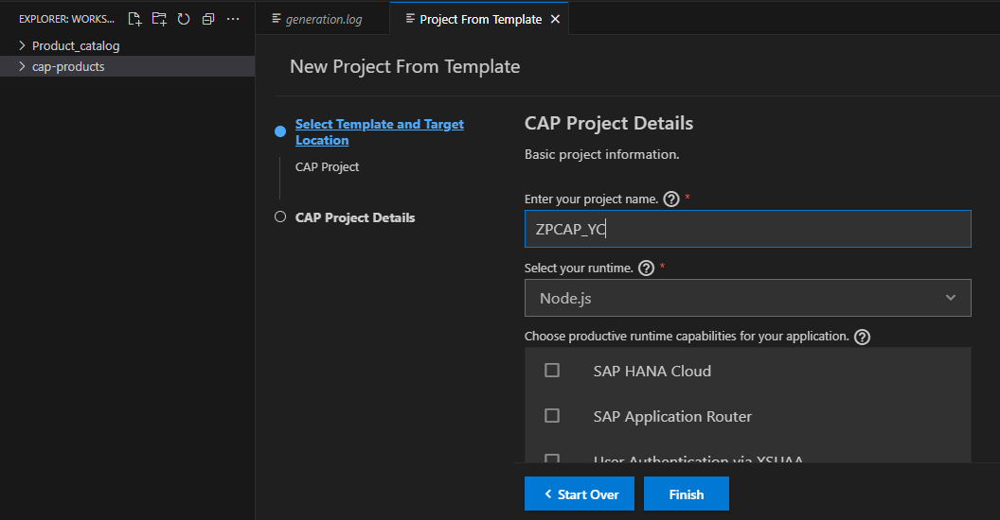 EXPLORER: WORKS...
Product_catalog
cap-products
generation.log
Project From Template
New Project From Template
Select Template and Target
Location
CAP Project
CAP Project Details
CAP Project Details
Basic project information.
Enter your project name. ? *
ZPCAP_YC
Select your runtime. ? *
Node.js
Choose productive runtime capabilities for your application. ?
SAP HANA Cloud
SAP Application Router
User Authentication via XSUAA
< Start Over
Finish